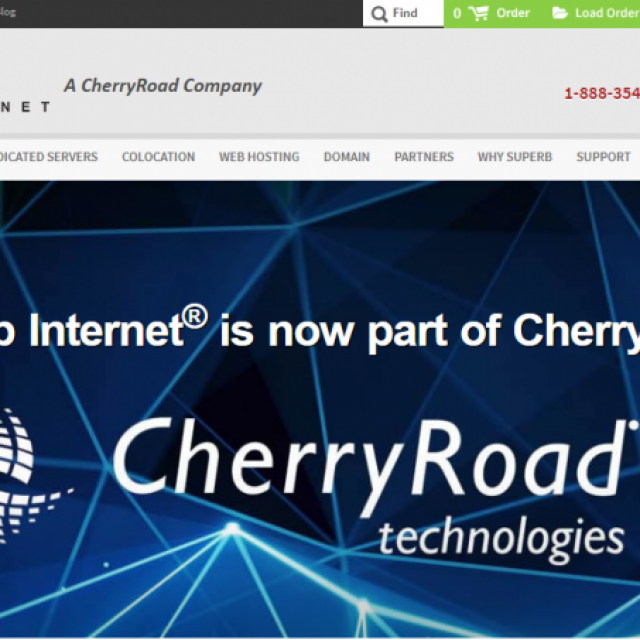 Find 0 Order Load Order
A CherryRoad Company
N E T 1-888-354
DICATED SERVERS COLOCATION WEB HOSTING DOMAIN PARTNERS WHY SUPERB SUPPORT
Internet® is now part of Cherry
CherryRoad
technologies